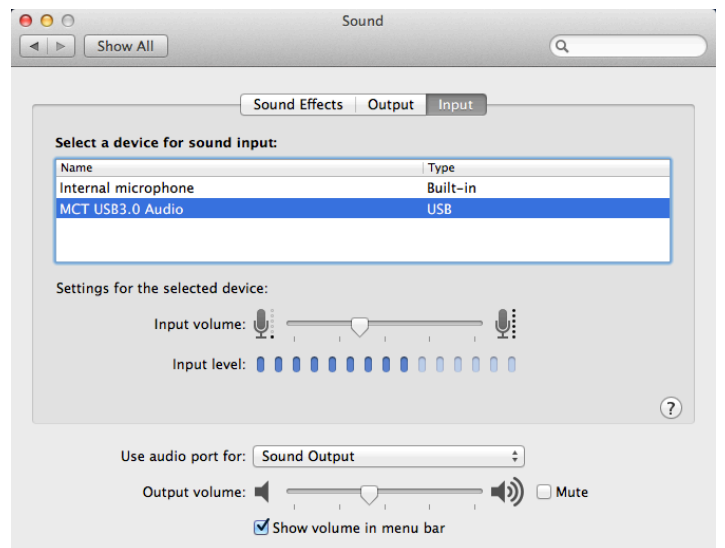 Sound
Show All
Sound Effects Output Input
Select a device for sound input:
Name Type
Internal microphone Built-in
MCT USB3.0 Audio USB
Settings for the selected device:
Input volume:
Input level:
?
Use audio port for: Sound Output
Output volume: Mute
Show volume in menu bar